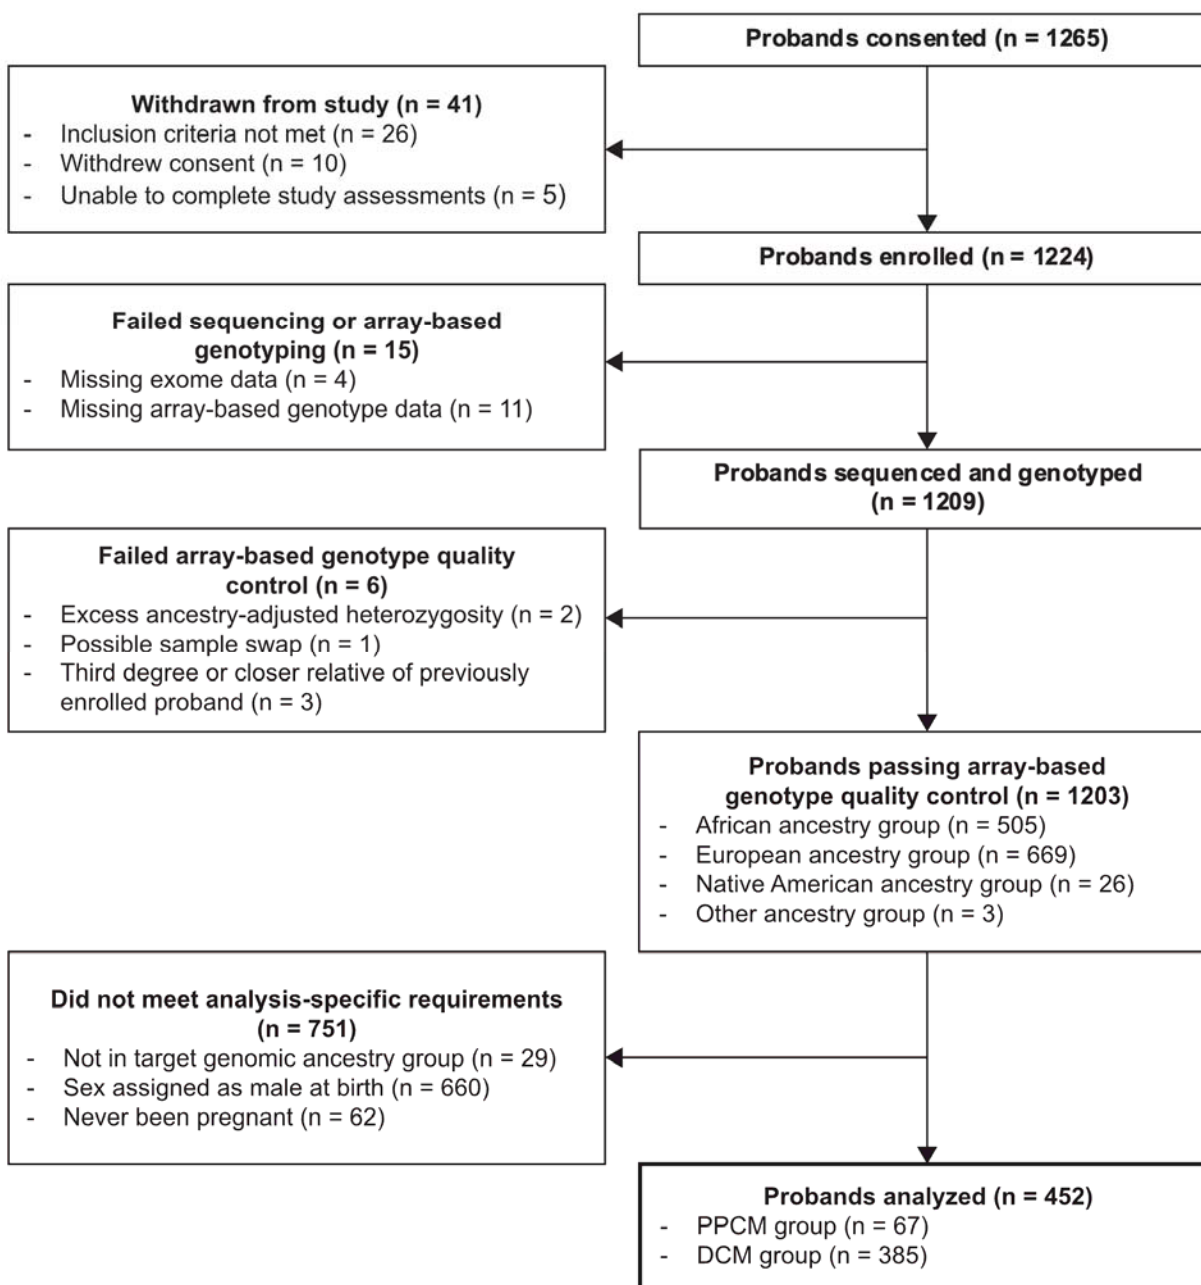 Probands consented (n = 1265)
Withdrawn from study (n = 41)
- Inclusion criteria not met (n = 26)
- Withdrew consent (n = 10)
- Unable to complete study assessments (n = 5)
Probands enrolled (n = 1224)
Failed sequencing or array-based
genotyping (n = 15)
- Missing exome data (n = 4)
- Missing array-based genotype data (n = 11)
Probands sequenced and genotyped
(n = 1209)
Failed array-based genotype quality
control (n = 6)
- Excess ancestry-adjusted heterozygosity (n = 2)
- Possible sample swap (n = 1)
- Third degree or closer relative of previously
enrolled proband (n = 3)
Probands passing array-based
genotype quality control (n = 1203)
- African ancestry group (n = 505)
- European ancestry group (n = 669)
- Native American ancestry group (n = 26)
- Other ancestry group (n = 3)
Did not meet analysis-specific requirements
(n = 751)
- Not in target genomic ancestry group (n = 29)
- Sex assigned as male at birth (n = 660)
- Never been pregnant (n = 62)
Probands analyzed (n = 452)
- PPCM group (n = 67)
- DCM group (n = 385)